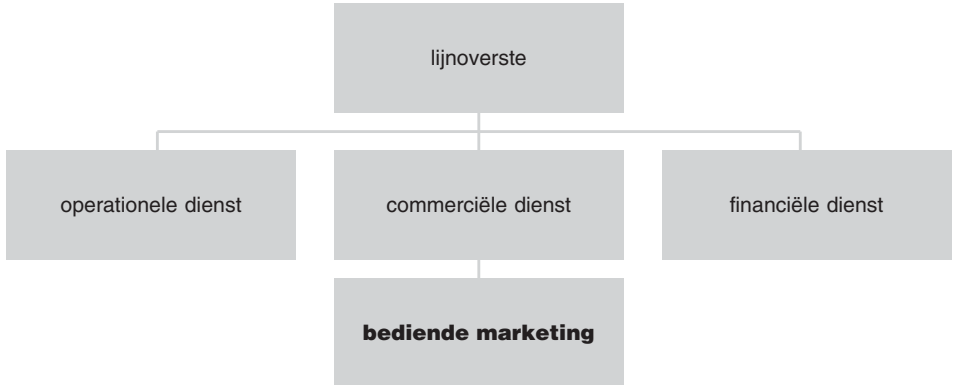 lijnoverste
operationele dienst
commerciële dienst
financiële dienst
bediende marketing